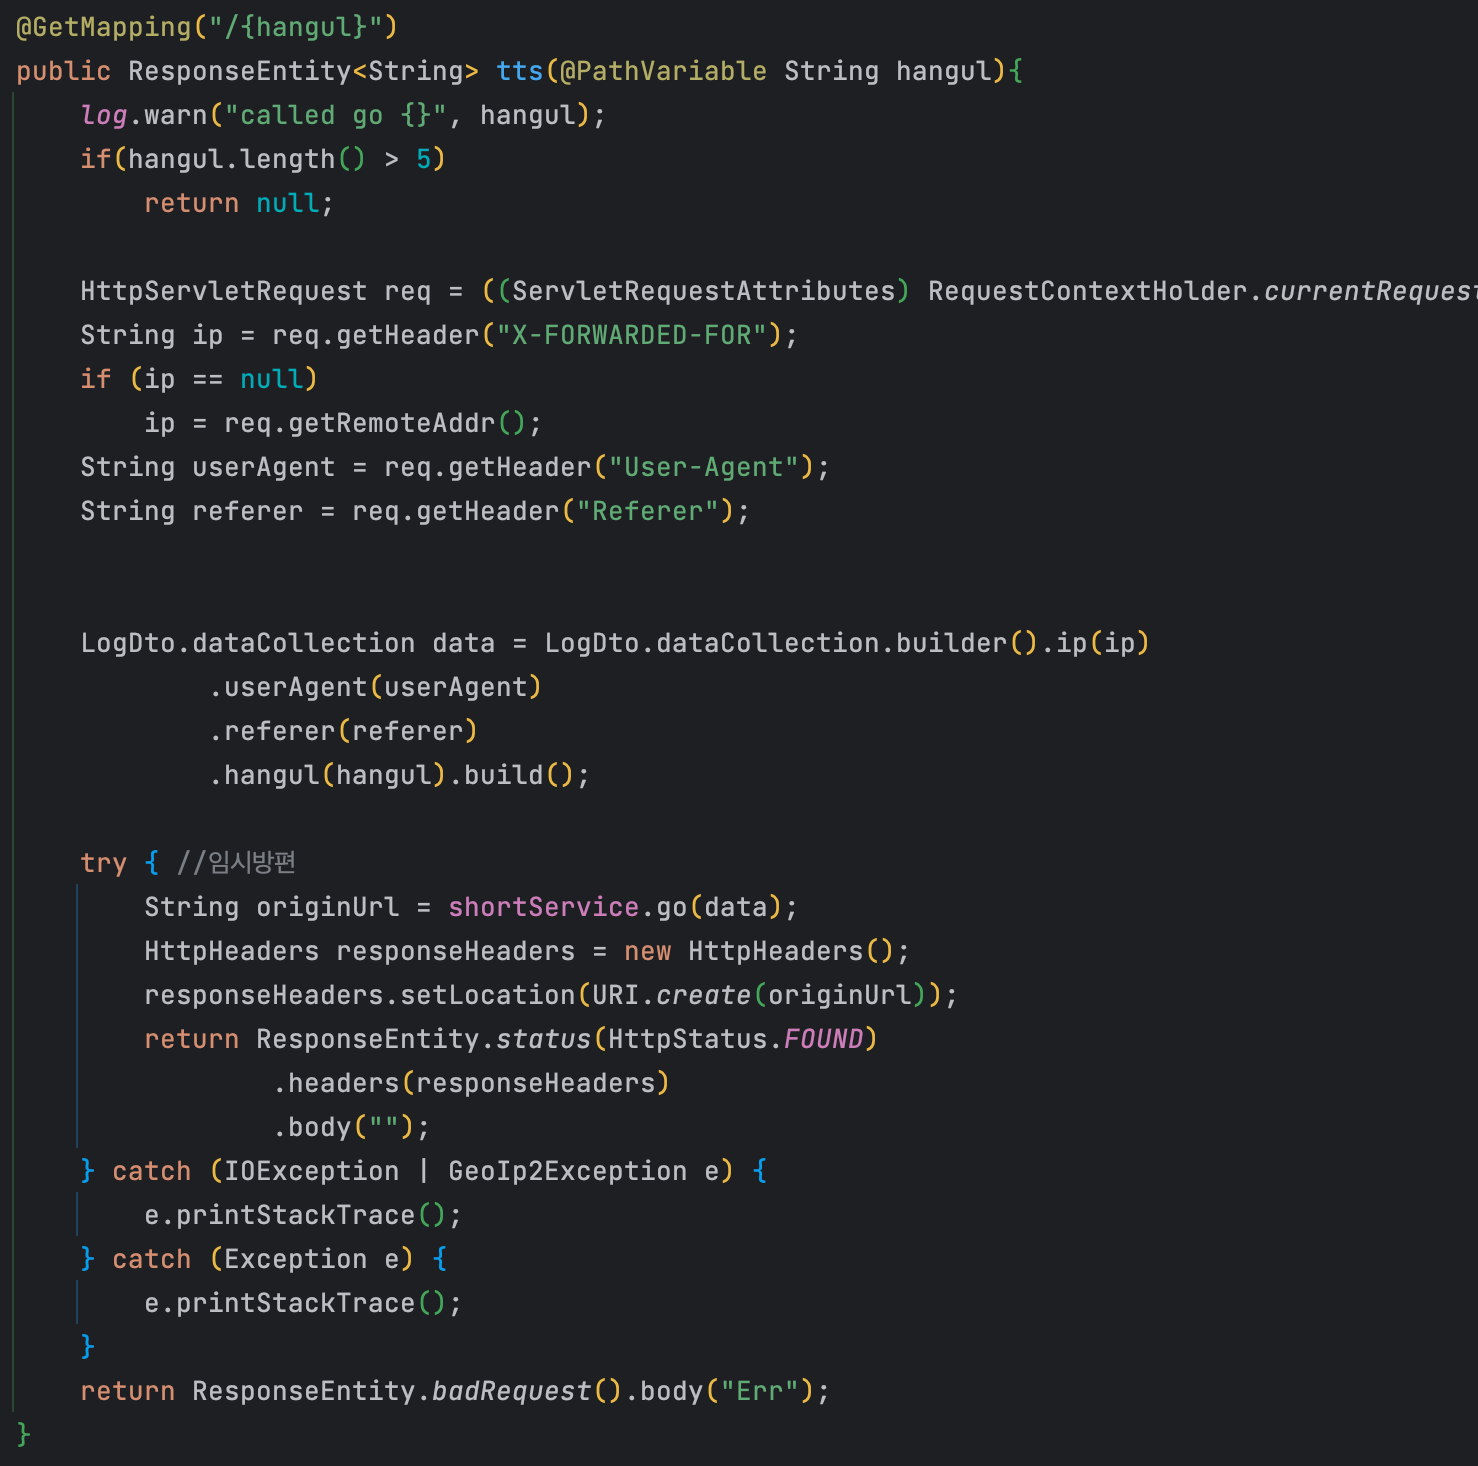 @GetMapping("/{hangul}")
public ResponseEntity<String> tts(@PathVariable String hangul){
log.warn("called go {}", hangul);
if(hangul.length() > 5)
return null;
HttpServletRequest req = ((ServletRequestAttributes) RequestContextHolder.currentRequest
String ip = req.getHeader("X-FORWARDED-FOR");
if (ip == null)
ip = req.getRemoteAddr();
String userAgent = req.getHeader("User-Agent");
String referer = req.getHeader("Referer");
LogDto.dataCollection data = LogDto.dataCollection.builder().ip(ip)
.userAgent(userAgent)
.referer(referer)
.hangul(hangul).build();
try { //임시방편
String originUrl = shortService.go(data);
HttpHeaders responseHeaders = new HttpHeaders();
responseHeaders.setLocation(URI.create(originUrl));
return ResponseEntity.status(HttpStatus.FOUND)
.headers(responseHeaders)
.body("");
} catch (IOException | GeoIp2Exception e) {
e.printStackTrace();
} catch (Exception e) {
e.printStackTrace();
}
return ResponseEntity.badRequest().body("Err");
}